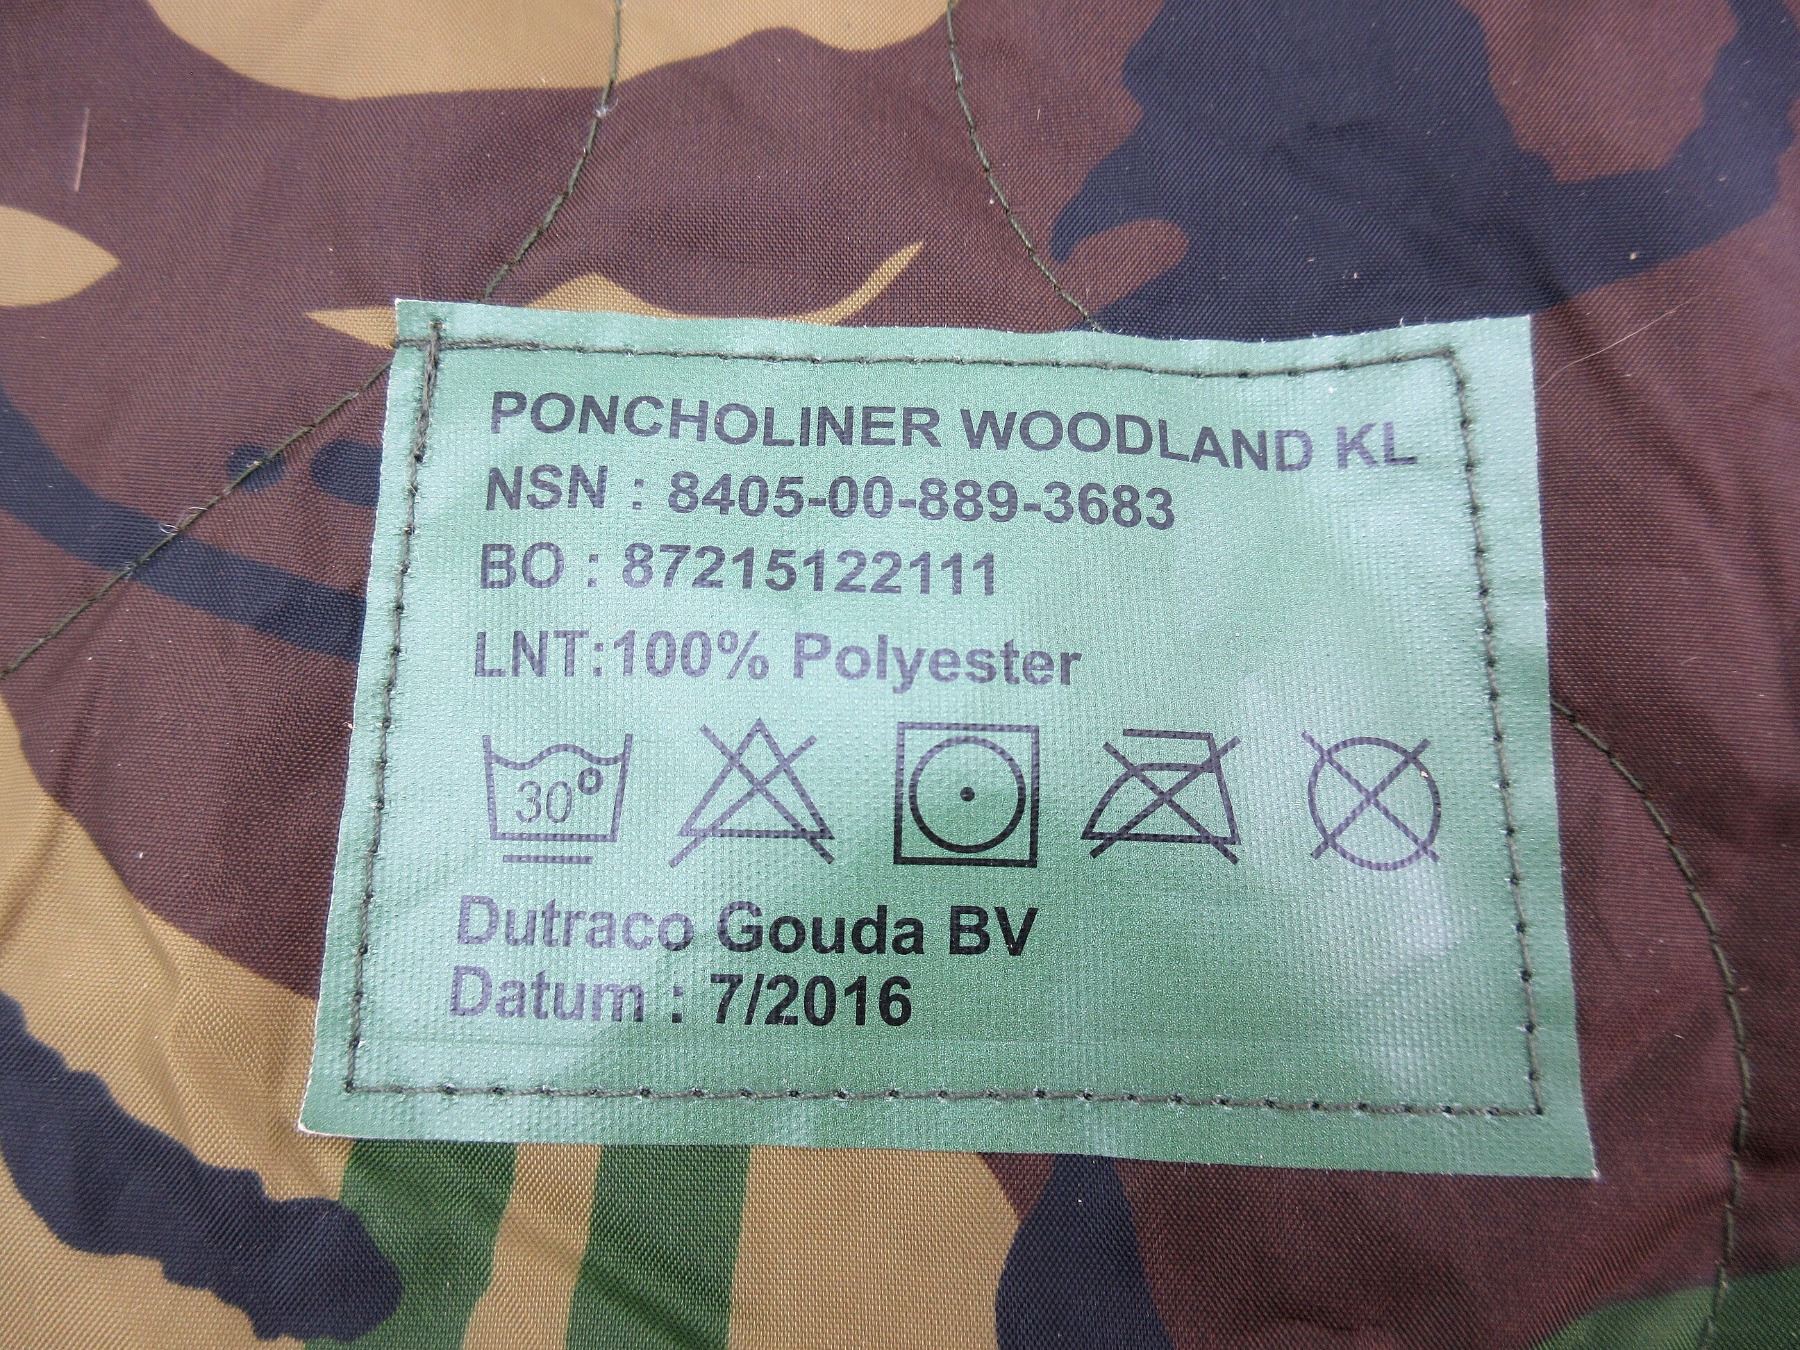 PONCHOLINER WOODLAND KL
NSN : 8405-00-889-3683
BO : 87215122111
LNT:100% Polyester
30°
Dutraco Gouda BV
Datum : 7/2016